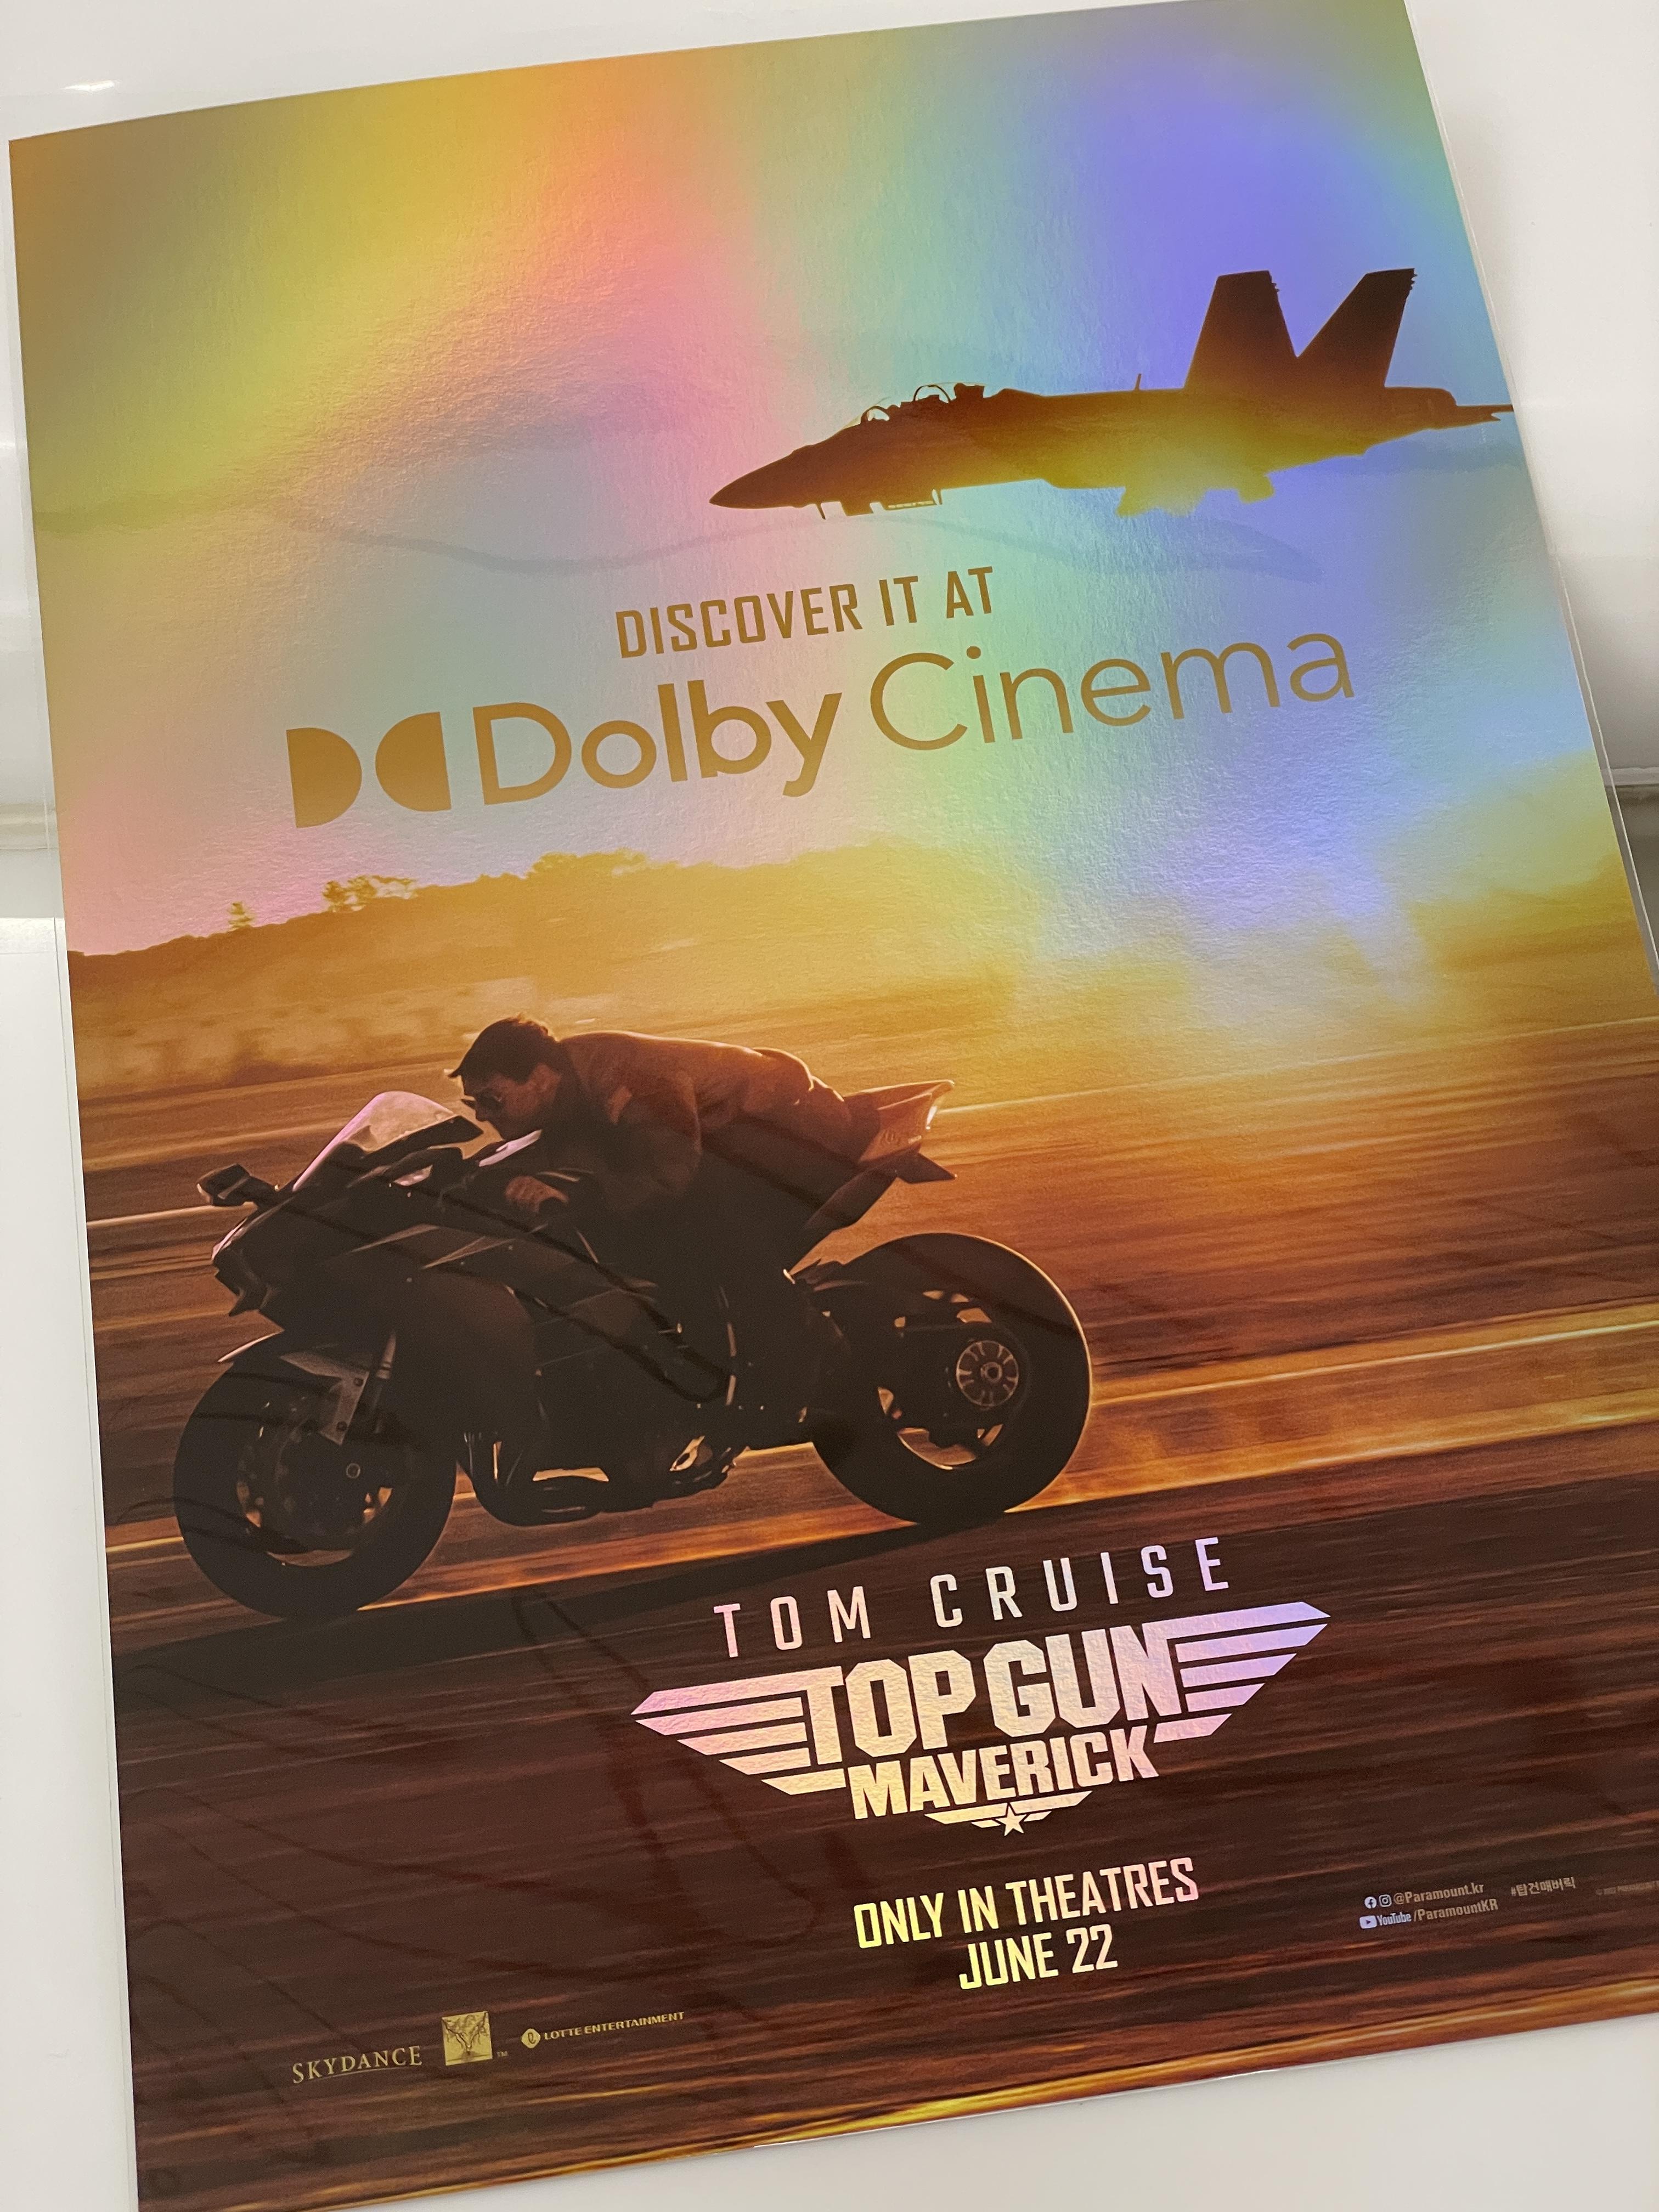 DISCOVER IT AT
Dolby Cinema
TOM CRUISE
TOP GUN
MAVERICK
ONLY IN THEATRES
JUNE 22
@Paramount.kr
YouTube /ParamountKR
#탑건매버릭
SKYDANCE
TM
LOTTE ENTERTAINMENT